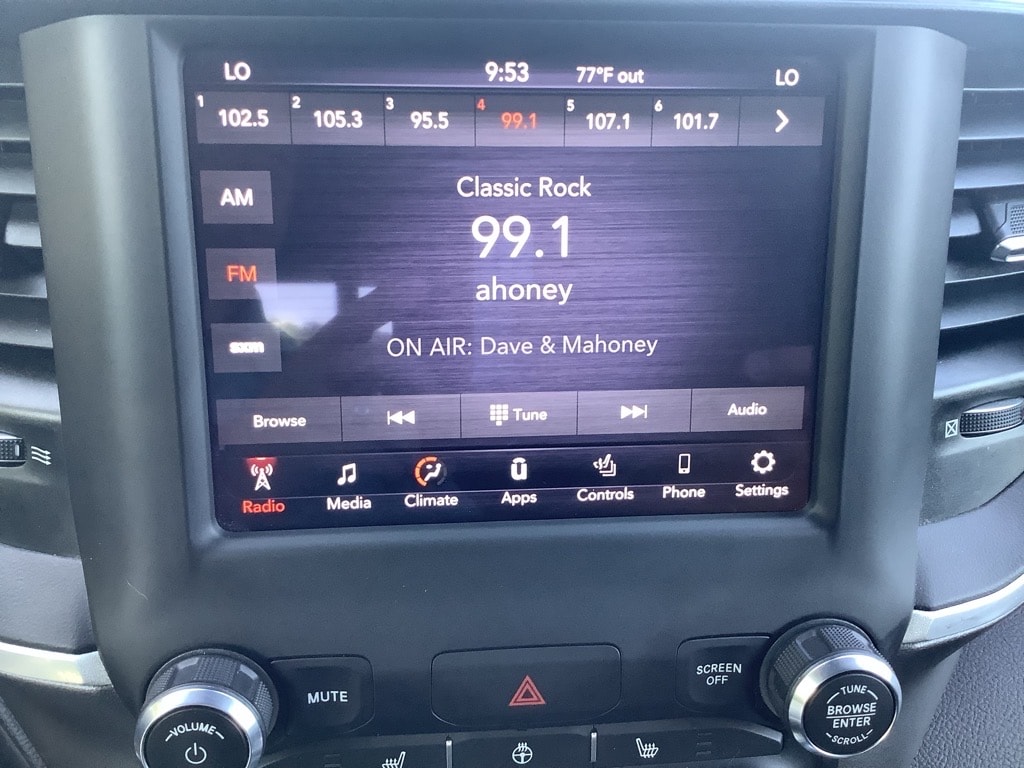 LO 9:53 77°F out LO
1 102.5 2 105.3 3 95.5 4 99.1 5 107.1 6 101.7
AM
Classic Rock
99.1
FM
ahoney
sxm
ON AIR: Dave & Mahoney
Browse Tune Audio
Radio Media Climate Apps Controls Phone Settings
MUTE
SCREEN
OFF
VOLUME
TUNE
BROWSE
ENTER
SCROLL